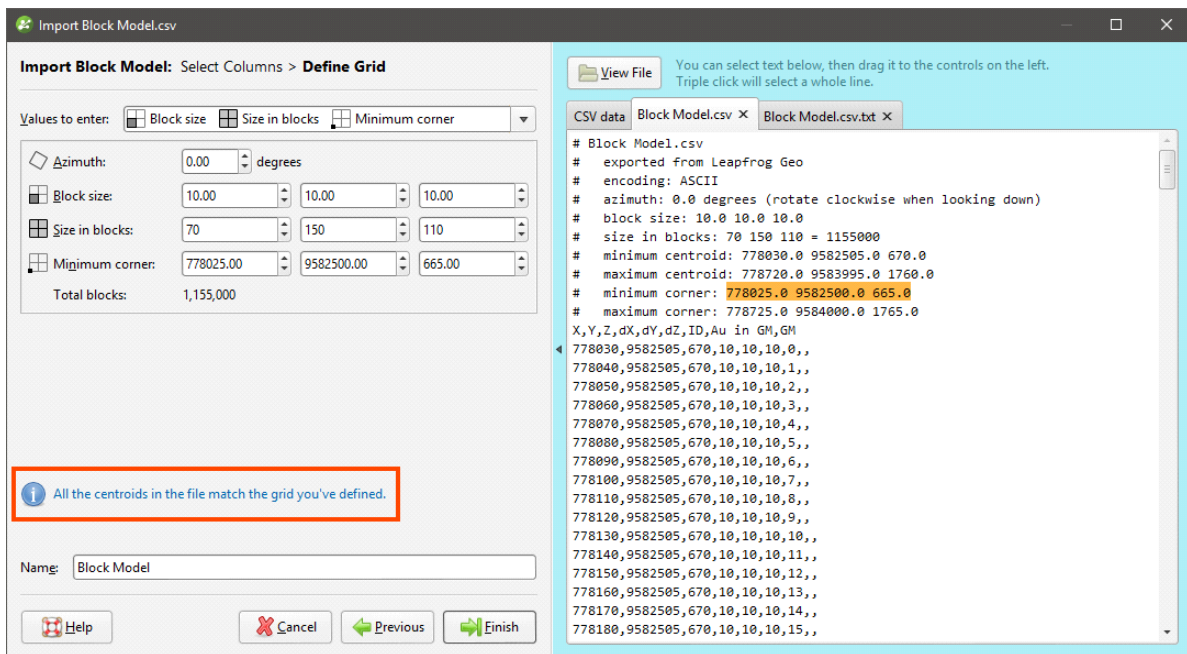 Import Block Model.csv
Import Block Model: Select Columns > Define Grid
Values to enter: Block size Size in blocks Minimum corner
Azimuth: 0.00 degrees
Block size: 10.00 10.00 10.00
Size in blocks: 70 150 110
Minimum corner: 778025.00 9582500.00 665.00
Total blocks: 1,155,000
All the centroids in the file match the grid you've defined.
Name: Block Model
Help Cancel Previous Finish
View File
You can select text below, then drag it to the controls on the left.
Triple click will select a whole line.
CSV data Block Model.csv Block Model.csv.txt
# Block Model.csv
# exported from Leapfrog Geo
# encoding: ASCII
# azimuth: 0.0 degrees (rotate clockwise when looking down)
# block size: 10.0 10.0 10.0
# size in blocks: 70 150 110 = 1155000
# minimum centroid: 778030.0 9582505.0 670.0
# maximum centroid: 778720.0 9583995.0 1760.0
# minimum corner: 778025.0 9582500.0 665.0
# maximum corner: 778725.0 9584000.0 1765.0
X,Y,Z,dX,dY,dZ,ID,Au in GM,GM
778030,9582505,670,10,10,10,0,,
778040,9582505,670,10,10,10,1,,
778050,9582505,670,10,10,10,2,,
778060,9582505,670,10,10,10,3,,
778070,9582505,670,10,10,10,4,,
778080,9582505,670,10,10,10,5,,
778090,9582505,670,10,10,10,6,,
778100,9582505,670,10,10,10,7,,
778110,9582505,670,10,10,10,8,,
778120,9582505,670,10,10,10,9,,
778130,9582505,670,10,10,10,10,,
778140,9582505,670,10,10,10,11,,
778150,9582505,670,10,10,10,12,,
778160,9582505,670,10,10,10,13,,
778170,9582505,670,10,10,10,14,,
778180,9582505,670,10,10,10,15,,